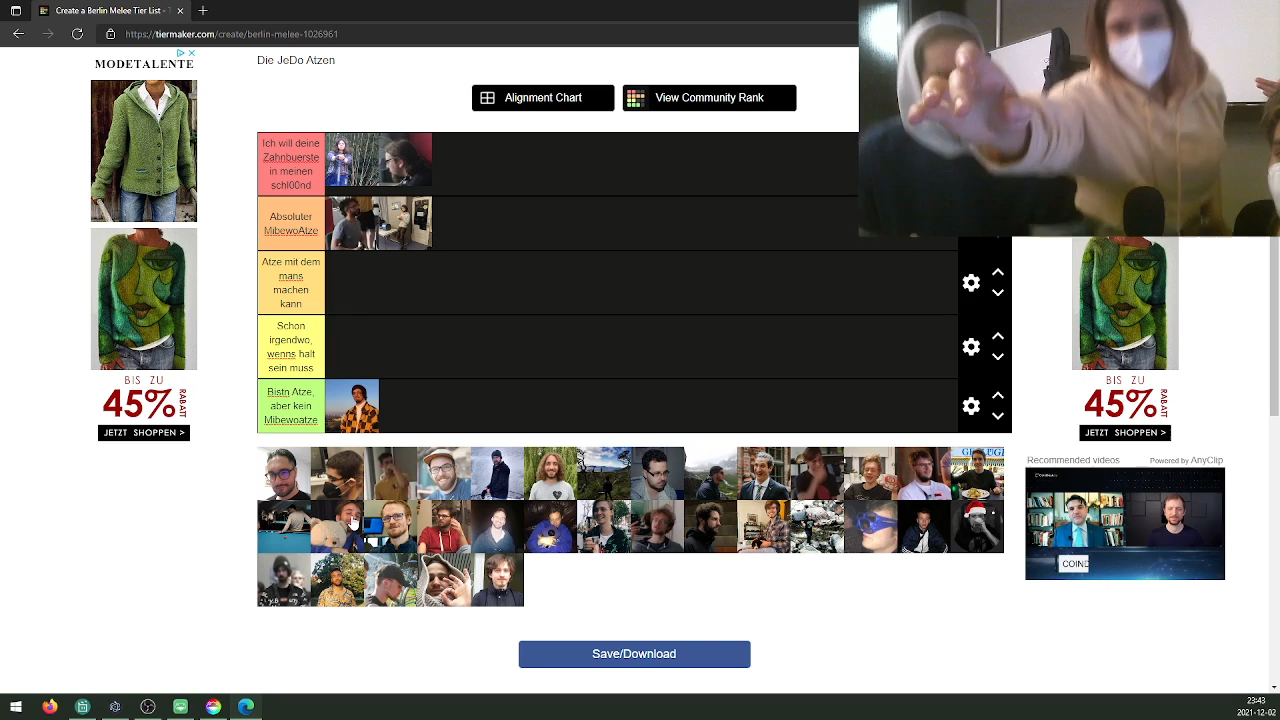 Create a Berlin Melee Tier List - T
https://tiermaker.com/create/berlin-melee-1026961
MODETALENTE
Die JeDo Atzen
Alignment Chart
View Community Rank
Ich will deine
Zahnbuerste
in meinen
schl00nd
Absoluter
MibewoAtze
Atze mit dem
mans
machen
kann
Schon
irgendwo,
wenns halt
sein muss
Bistn Atze,
aber kein
Mibewoatze
BIS ZU
45%
RABATT
JETZT SHOPPEN >
BIS ZU
45%
RABATT
JETZT SHOPPEN >
Recommended videos
Powered by AnyClip
COIND
Save/Download
23:43
2021-12-02